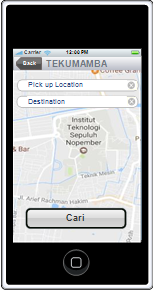 Carrier 12:00 PM
Back TEKUMAMBA
Coffee Gra
Pick up Location
Destination
Institut
Teknologi
Sepuluh
Nopember
& Bar
Teknik Mesin
Jl. Arief Rachman Hakim
Cari